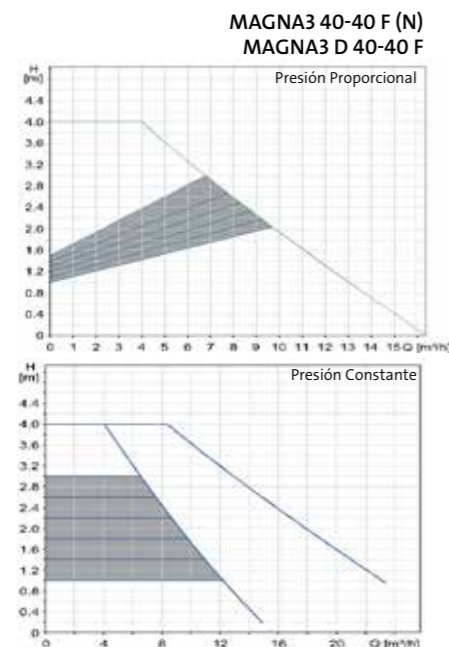 MAGNA3 40-40 F (N)
MAGNA3 D 40-40 F
Presión Proporcional
H
[m]
4.4
4.0
3.6
3.2
2.8
2.4
2.0
1.6
1.2
0.8
0.4
0
0 1 2 3 4 5 6 7 8 9 10 11 12 13 14 15 Q [m³/h]
Presión Constante
H
[m]
4.4
4.0
3.6
3.2
2.8
2.4
2.0
1.6
1.2
0.8
0.4
0
0 4 8 12 16 20 Q [m³/h]